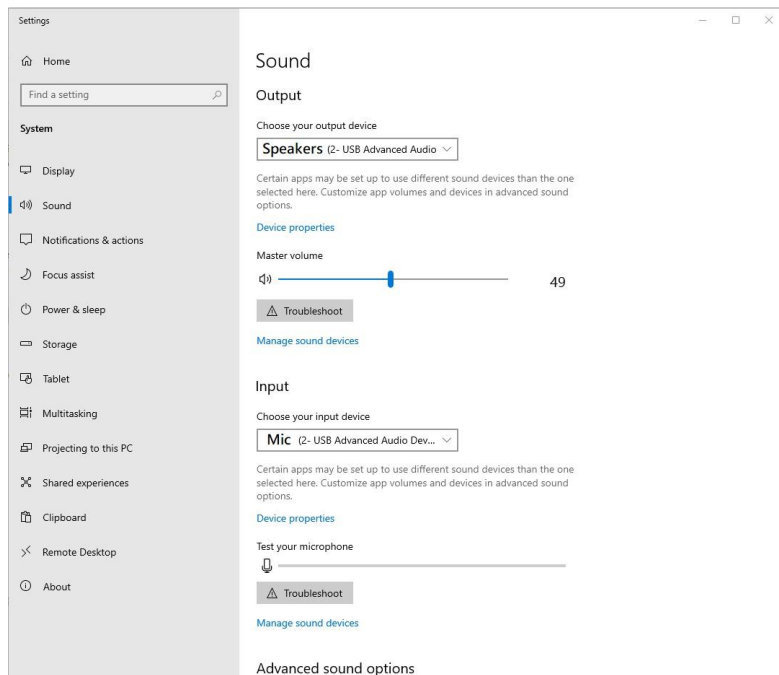 Settings
Home
Find a setting
System
Display
Sound
Notifications & actions
Focus assist
Power & sleep
Storage
Tablet
Multitasking
Projecting to this PC
Shared experiences
Clipboard
Remote Desktop
About
Sound
Output
Choose your output device
Speakers (2- USB Advanced Audio
Certain apps may be set up to use different sound devices than the one
selected here. Customize app volumes and devices in advanced sound
options.
Device properties
Master volume
49
Troubleshoot
Manage sound devices
Input
Choose your input device
Mic (2- USB Advanced Audio Dev...
Certain apps may be set up to use different sound devices than the one
selected here. Customize app volumes and devices in advanced sound
options.
Device properties
Test your microphone
Troubleshoot
Manage sound devices
Advanced sound options